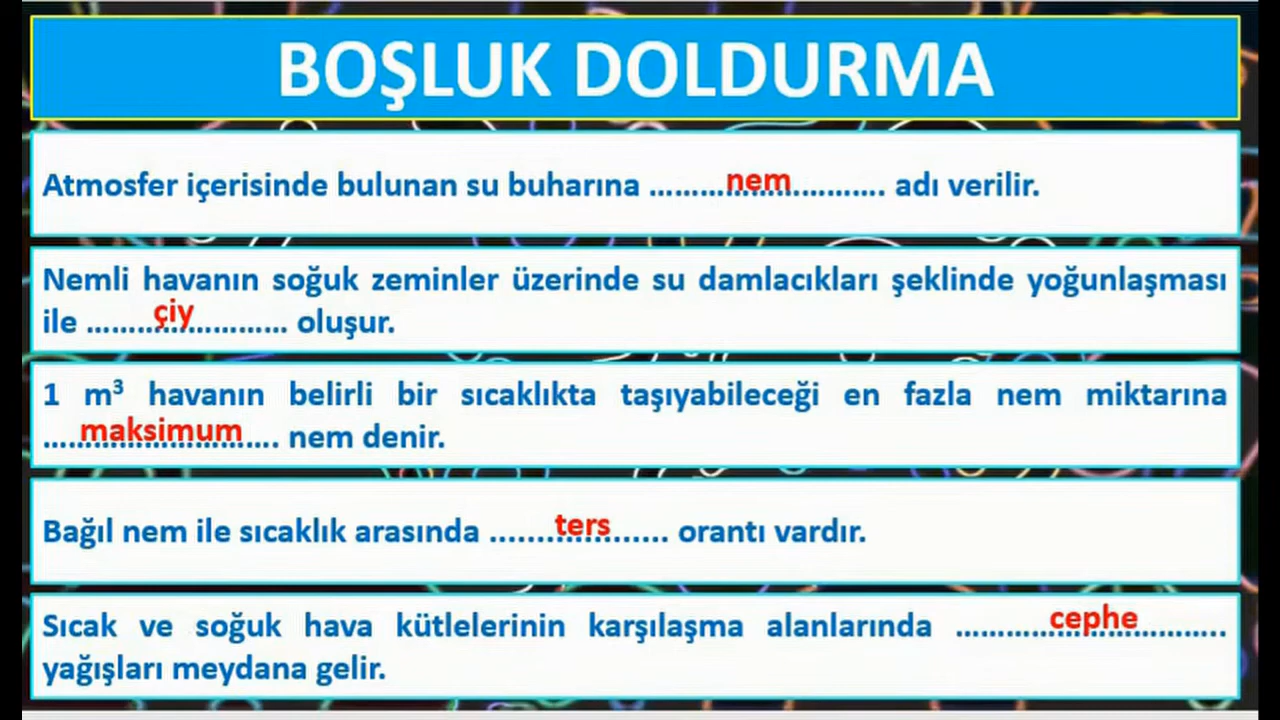 BOŞLUK DOLDURMA
Atmosfer içerisinde bulunan su buharına .........nem............ adı verilir.
Nemli havanın soğuk zeminler üzerinde su damlacıkları şeklinde yoğunlaşması
ile ........çiy............ oluşur.
1 m³ havanın belirli bir sıcaklıkta taşıyabileceği en fazla nem miktarına
....maksimum.... nem denir.
Bağıl nem ile sıcaklık arasında ........ters....... orantı vardır.
Sıcak ve soğuk hava kütlelerinin karşılaşma alanlarında ..........cephe..........
yağışları meydana gelir.